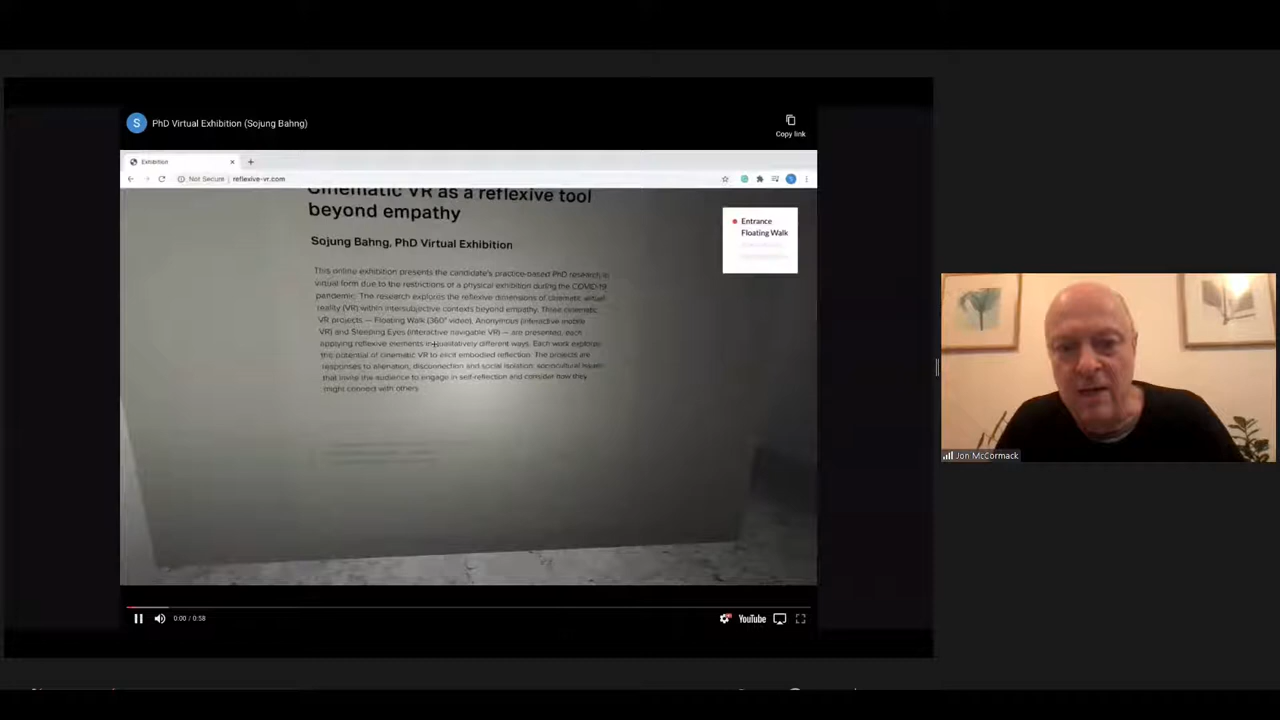 S PhD Virtual Exhibition (Sojung Bahng)
Copy link
Exhibition
Not Secure | reflexive-vr.com
Cinematic VR as a reflexive tool
beyond empathy
Sojung Bahng, PhD Virtual Exhibition
This online exhibition presents the candidate's practice-based PhD research in
virtual form due to the restrictions of a physical exhibition during the COVID-19
pandemic. The research explores the reflexive dimensions of cinematic virtual
reality (VR) within intersubjective contexts beyond empathy. Three cinematic
VR projects — Floating Walk (360° video), Anonymous (interactive mobile
VR) and Sleeping Eyes (interactive navigable VR) — are presented, each
applying reflexive elements in qualitatively different ways. Each work explores
the potential of cinematic VR to elicit embodied reflection. The projects are
responses to alienation, disconnection and social isolation: sociocultural issues
that invite the audience to engage in self-reflection and consider how they
might connect with others.
Entrance
Floating Walk
0:00 / 0:58
YouTube
Jon McCormack